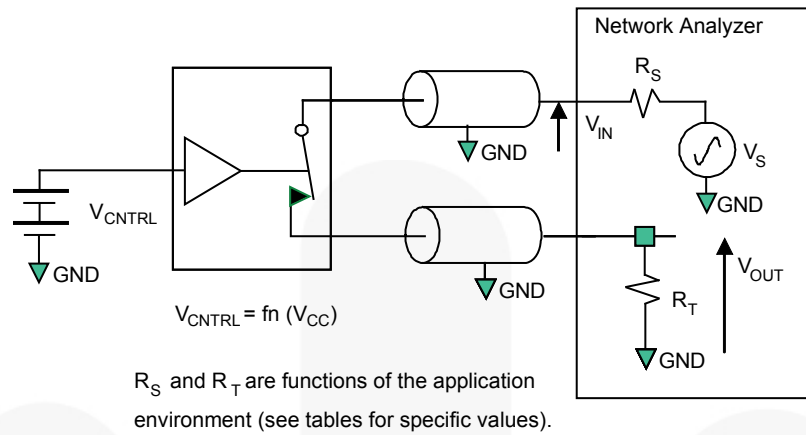 Network Analyzer
R_S
GND
V_IN
V_S
GND
V_CNTRL
GND
GND
V_OUT
R_T
GND
V_CNTRL = fn (V_CC)
R_S and R_T are functions of the application
environment (see tables for specific values).